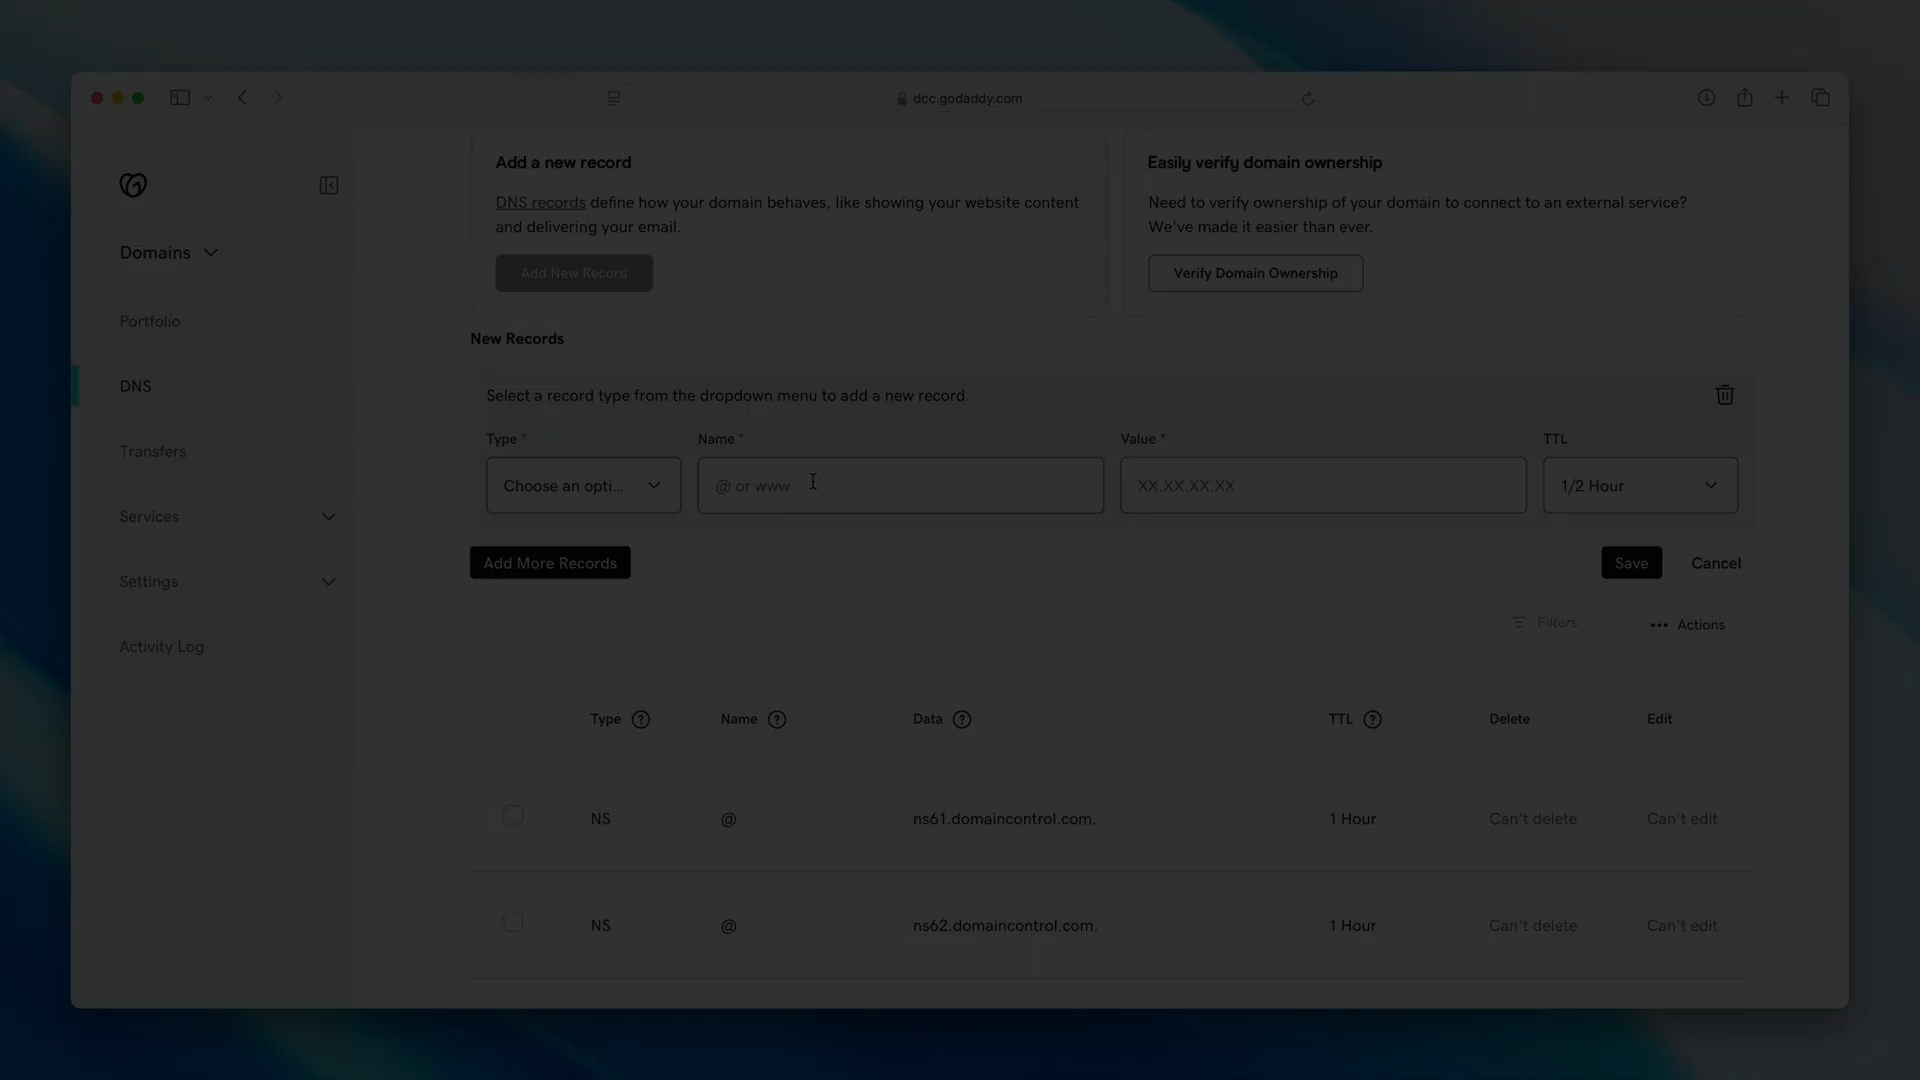 dcc.godaddy.com
Add a new record
DNS records define how your domain behaves, like showing your website content
and delivering your email.
Add New Record
Easily verify domain ownership
Need to verify ownership of your domain to connect to an external service?
We've made it easier than ever.
Verify Domain Ownership
Domains
Portfolio
DNS
Transfers
Services
Settings
Activity Log
New Records
Select a record type from the dropdown menu to add a new record.
Type * Name * Value * TTL
Choose an opti... @ or www XX.XX.XX.XX 1/2 Hour
Add More Records Save Cancel
Filters ... Actions
Type ? Name ? Data ? TTL ? Delete Edit
NS @ ns61.domaincontrol.com. 1 Hour Can't delete Can't edit
NS @ ns62.domaincontrol.com. 1 Hour Can't delete Can't edit